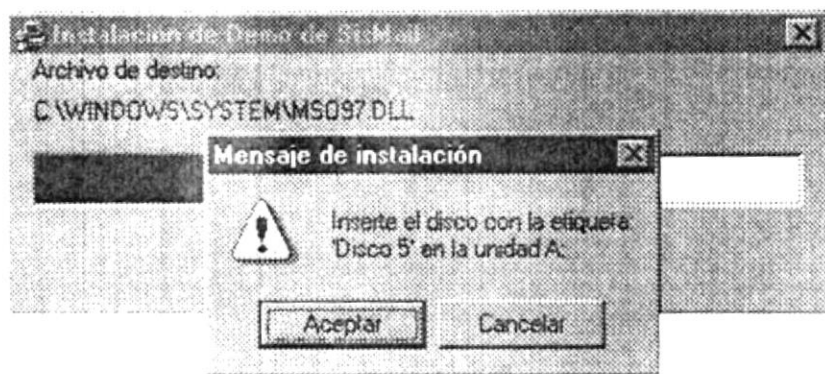 Instalación de Demo de SisMail
Archivo de destino:
C:\WINDOWS\SYSTEM\MSO97.DLL
Mensaje de instalación
Inserte el disco con la etiqueta:
'Disco 5' en la unidad A:
Aceptar
Cancelar